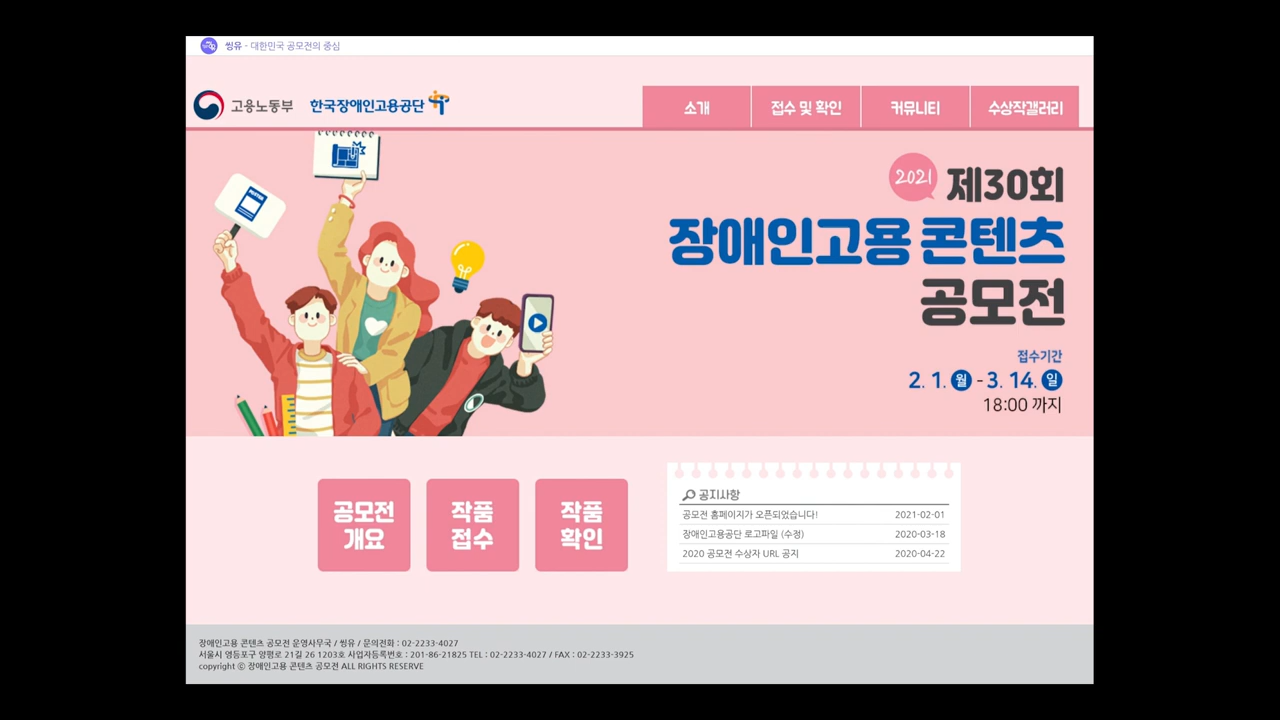 씽유 - 대한민국 공모전의 중심
고용노동부 한국장애인고용공단
소개 접수 및 확인 커뮤니티 수상작갤러리
2021 제30회
장애인고용 콘텐츠
공모전
접수기간
2. 1. 월 - 3. 14. 일
18:00 까지
공모전 개요
작품 접수
작품 확인
공지사항
공모전 홈페이지가 오픈되었습니다! 2021-02-01
장애인고용공단 로고파일 (수정) 2020-03-18
2020 공모전 수상자 URL 공지 2020-04-22
장애인고용 콘텐츠 공모전 운영사무국 / 씽유 / 문의전화 : 02-2233-4027
서울시 영등포구 양평로 21길 26 1203호 사업자등록번호 : 201-86-21825 TEL : 02-2233-4027 / FAX : 02-2233-3925
copyright ⓒ 장애인고용 콘텐츠 공모전 ALL RIGHTS RESERVE